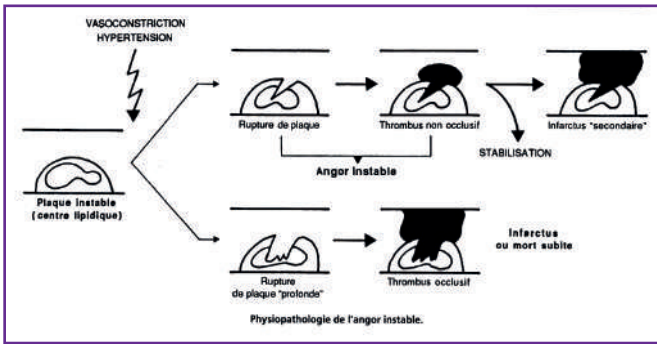 VASOCONSTRICTION
HYPERTENSION
Rupture de plaque
Thrombus non occlusif
Infarctus "secondaire"
STABILISATION
Angor Instable
Plaque instable
(centre lipidique)
Infarctus
ou mort subite
Rupture
de plaque "profonde"
Thrombus occlusif
Physiopathologie de l'angor instable.